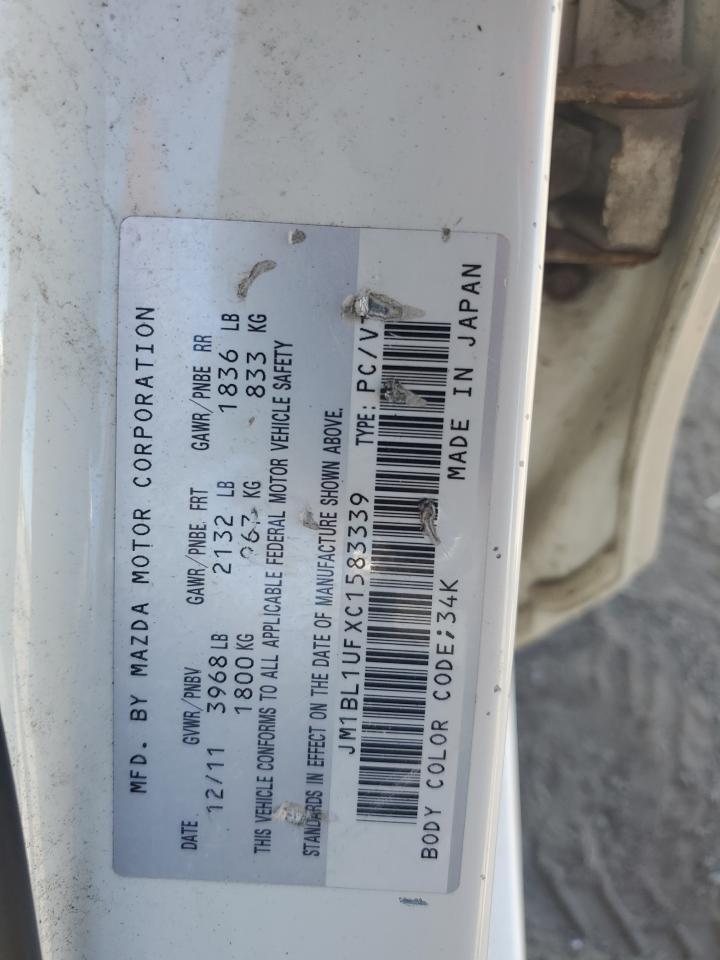 MFD. BY MAZDA MOTOR CORPORATION
DATE GVWR/PNBV GAWR/PNBE FRT GAWR/PNBE RR
12/11 3968 LB 2132 LB 1836 LB
1800 KG 967 KG 833 KG
THIS VEHICLE CONFORMS TO ALL APPLICABLE FEDERAL MOTOR VEHICLE SAFETY
STANDARDS IN EFFECT ON THE DATE OF MANUFACTURE SHOWN ABOVE.
JM1BL1UFXC1583339 TYPE: PC/V
BODY COLOR CODE;34K MADE IN JAPAN